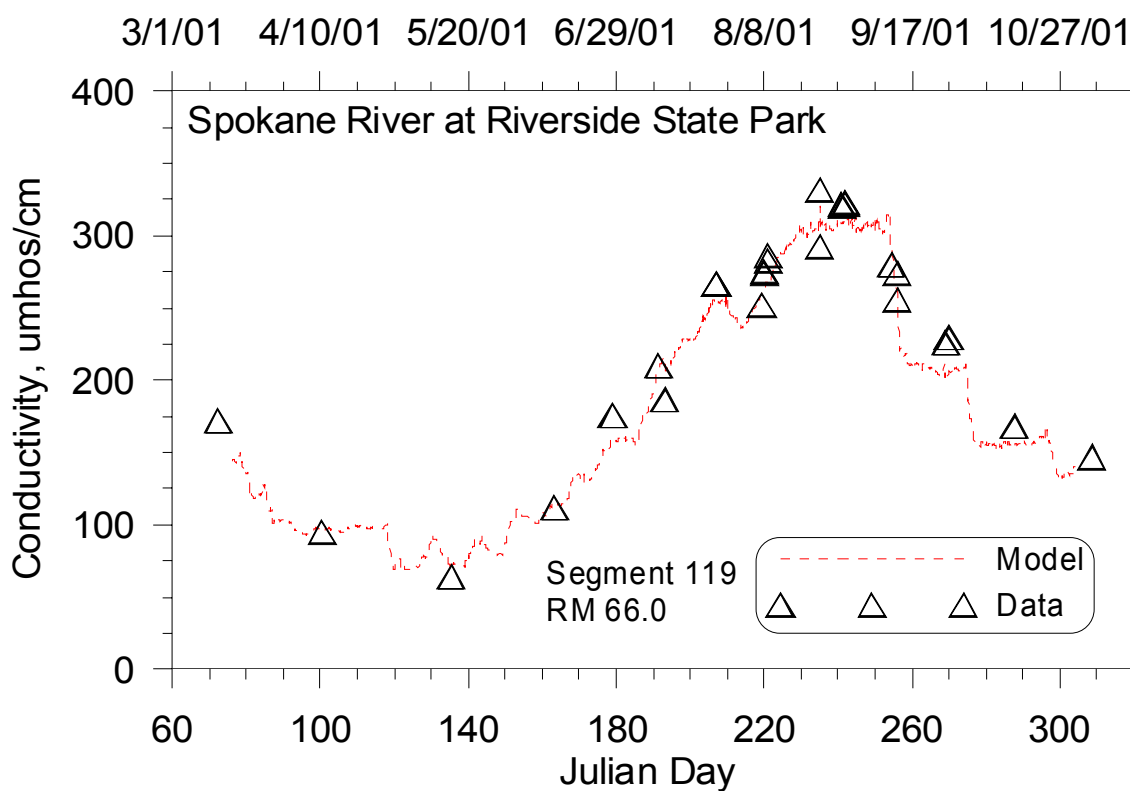 3/1/01 4/10/01 5/20/01 6/29/01 8/8/01 9/17/01 10/27/01
400
Spokane River at Riverside State Park
300
200
100
0
Conductivity, umhos/cm
Segment 119
RM 66.0
Model
Data
60 100 140 180 220 260 300
Julian Day